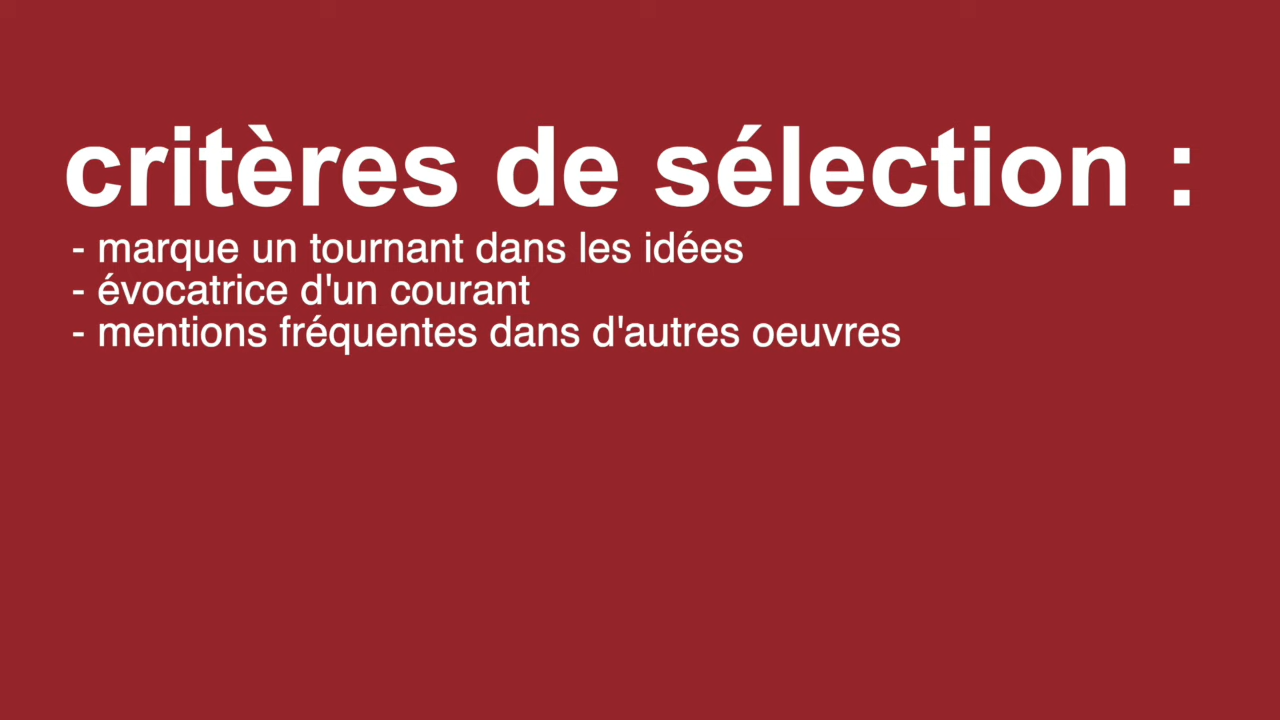 critères de sélection :
- marque un tournant dans les idées
- évocatrice d'un courant
- mentions fréquentes dans d'autres oeuvres